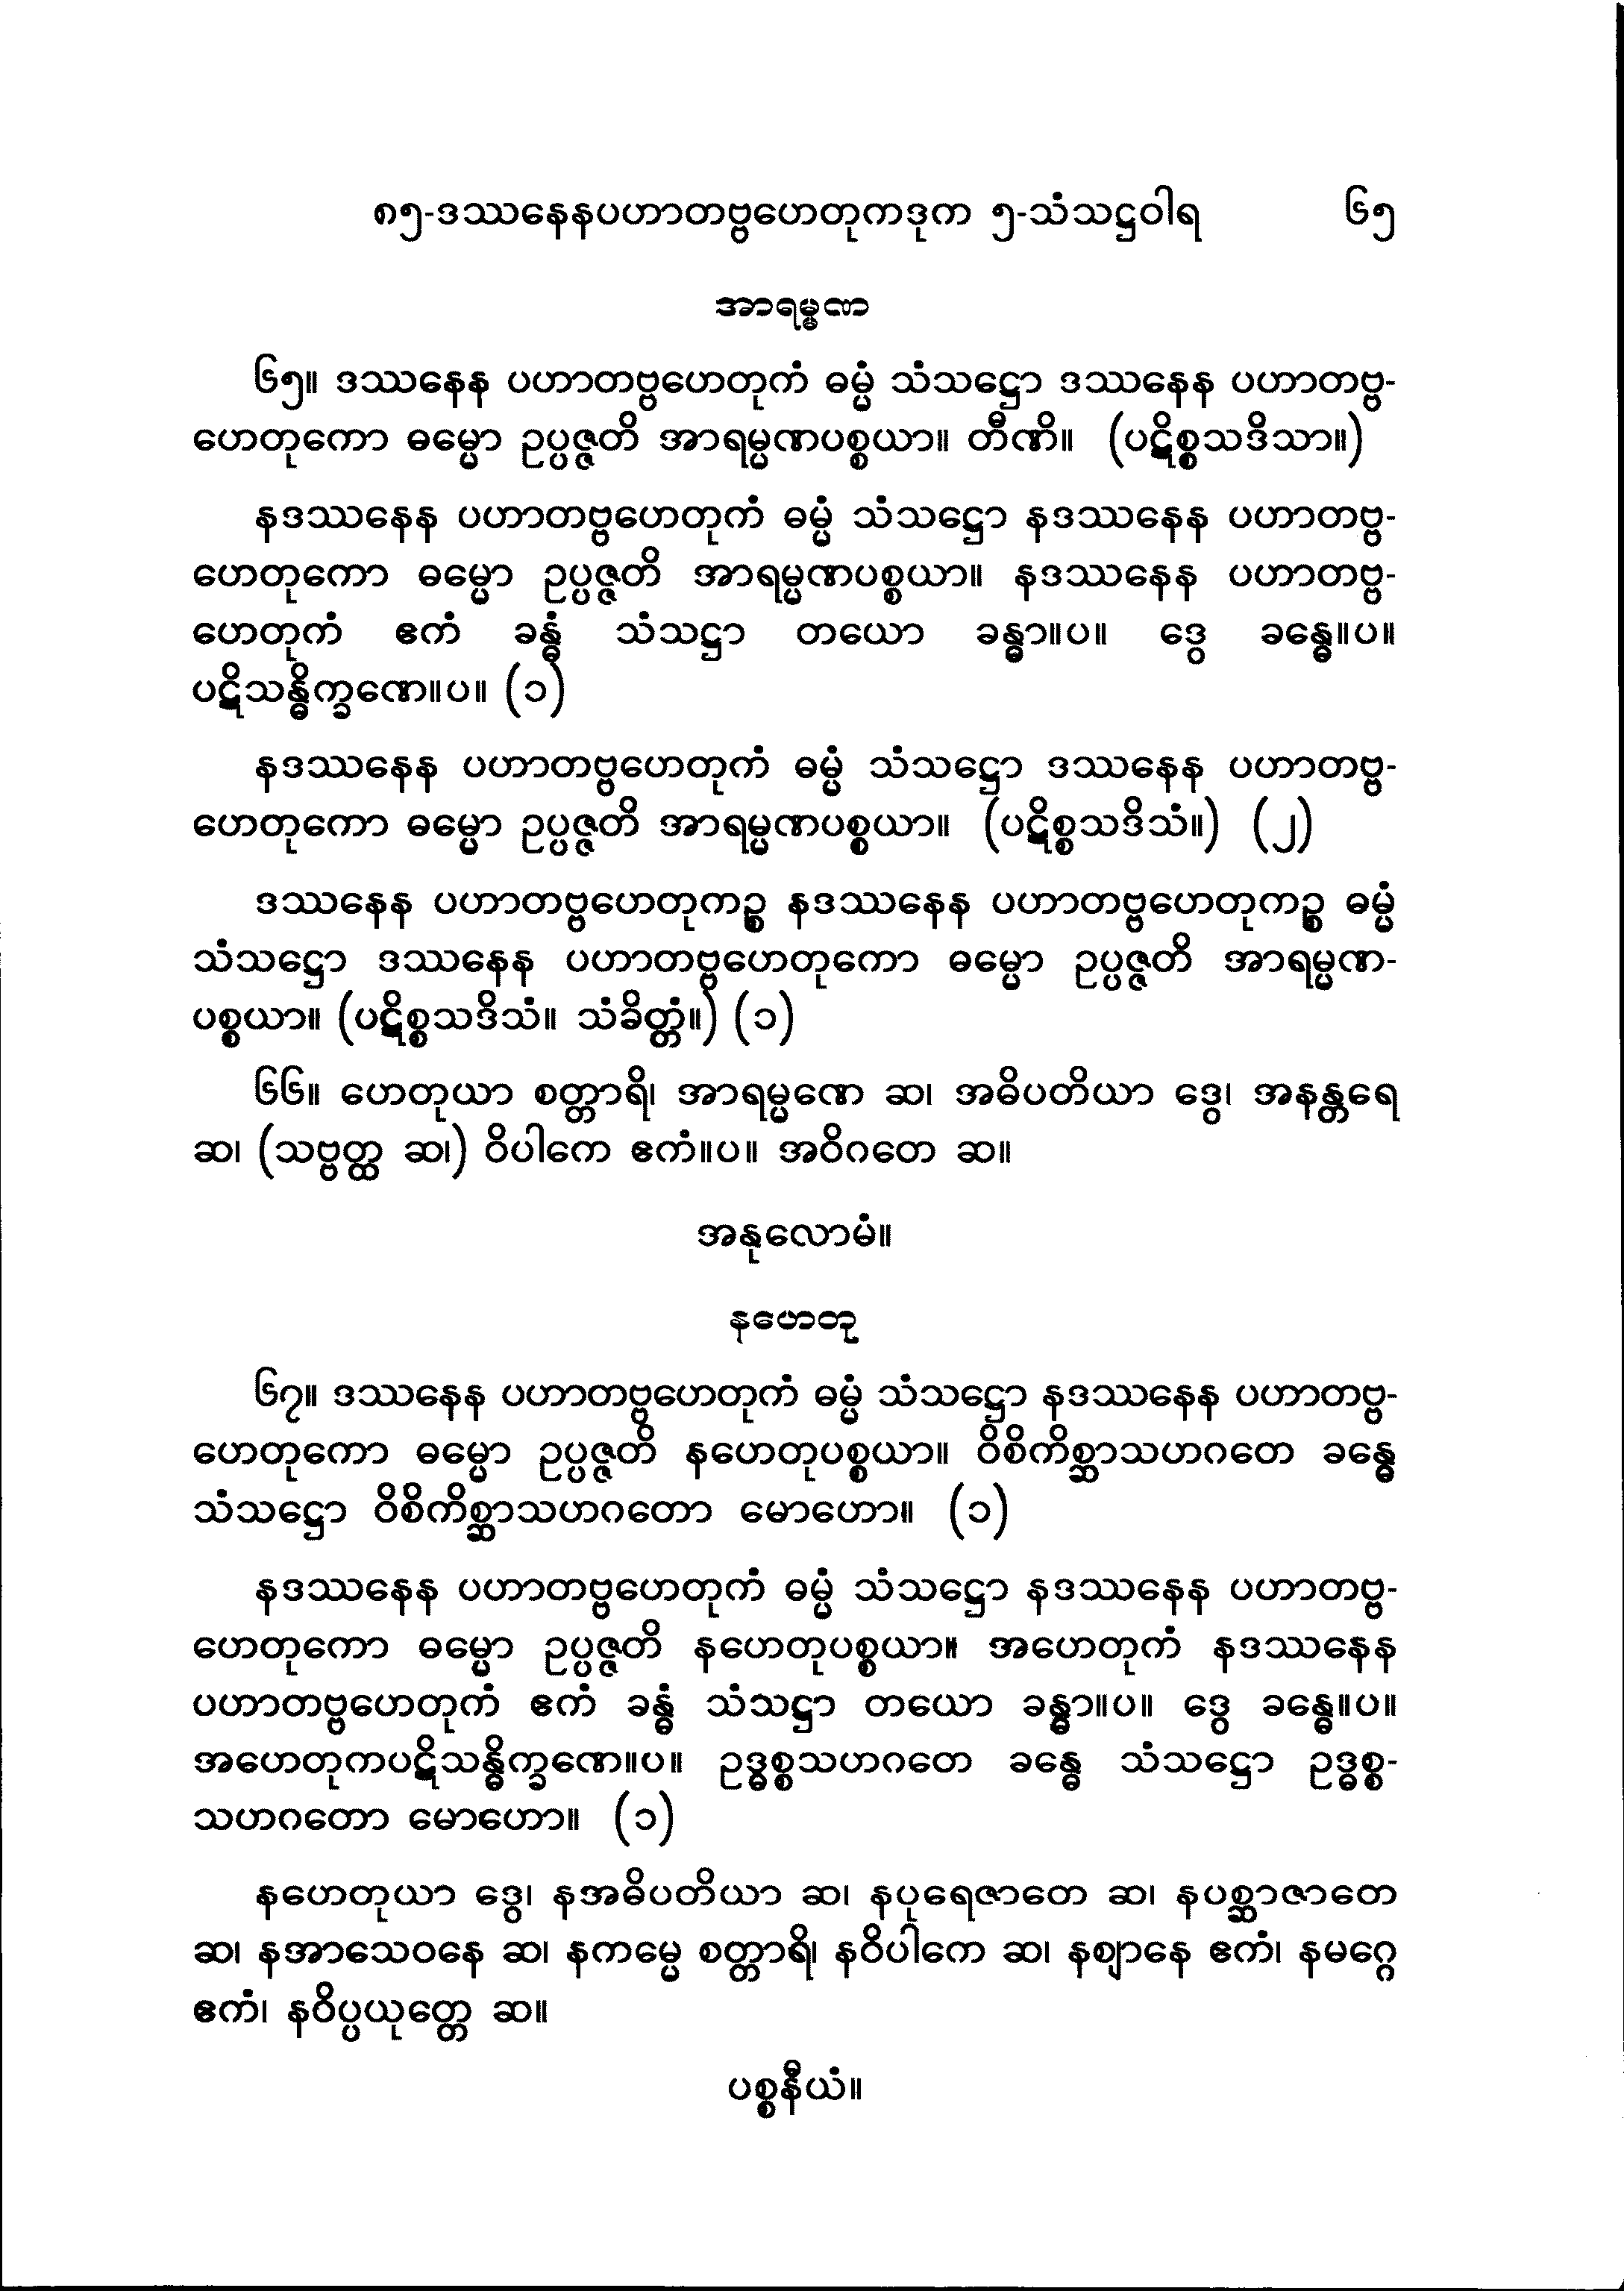 ၈၅-ဒဿနေနပဟာတဗ္ဗဟေတုကဒုက ၅-သံသဋ္ဌဝါရ ၆၅
အာရမ္မဏ
၆၅။ ဒဿနေန ပဟာတဗ္ဗဟေတုကံ ဓမ္မံ သံသဋ္ဌော ဒဿနေန ပဟာတဗ္ဗ-
ဟေတုကော ဓမ္မော ဥပ္ပဇ္ဇတိ အာရမ္မဏပစ္စယာ။ တီဏိ။ (ပဋိစ္စသဒိသာ။)
နဒဿနေန ပဟာတဗ္ဗဟေတုကံ ဓမ္မံ သံသဋ္ဌော နဒဿနေန ပဟာတဗ္ဗ-
ဟေတုကော ဓမ္မော ဥပ္ပဇ္ဇတိ အာရမ္မဏပစ္စယာ။ နဒဿနေန ပဟာတဗ္ဗ-
ဟေတုကံ ဧကံ ခန္ဓံ သံသဋ္ဌာ တယော ခန္ဓာ။ပ။ ဒွေ ခန္ဓေ။ပ။
ပဋိသန္ဓိက္ခဏေ။ပ။ (၁)
နဒဿနေန ပဟာတဗ္ဗဟေတုကံ ဓမ္မံ သံသဋ္ဌော ဒဿနေန ပဟာတဗ္ဗ-
ဟေတုကော ဓမ္မော ဥပ္ပဇ္ဇတိ အာရမ္မဏပစ္စယာ။ (ပဋိစ္စသဒိသံ။) (၂)
ဒဿနေန ပဟာတဗ္ဗဟေတုကဉ္စ နဒဿနေန ပဟာတဗ္ဗဟေတုကဉ္စ ဓမ္မံ
သံသဋ္ဌော ဒဿနေန ပဟာတဗ္ဗဟေတုကော ဓမ္မော ဥပ္ပဇ္ဇတိ အာရမ္မဏ-
ပစ္စယာ။ (ပဋိစ္စသဒိသံ။ သံခိတ္တံ။) (၁)
၆၆။ ဟေတုယာ စတ္တာရိ၊ အာရမ္မဏေ ဆ၊ အဓိပတိယာ ဒွေ၊ အနန္တရေ
ဆ၊ (သဗ္ဗတ္ထ ဆ၊) ဝိပါကေ ဧကံ။ပ။ အဝိဂတေ ဆ။
အနုလောမံ။
နဟေတု
၆၇။ ဒဿနေန ပဟာတဗ္ဗဟေတုကံ ဓမ္မံ သံသဋ္ဌော နဒဿနေန ပဟာတဗ္ဗ-
ဟေတုကော ဓမ္မော ဥပ္ပဇ္ဇတိ နဟေတုပစ္စယာ။ ဝိစိကိစ္ဆာသဟဂတေ ခန္ဓေ
သံသဋ္ဌော ဝိစိကိစ္ဆာသဟဂတော မောဟော။ (၁)
နဒဿနေန ပဟာတဗ္ဗဟေတုကံ ဓမ္မံ သံသဋ္ဌော နဒဿနေန ပဟာတဗ္ဗ-
ဟေတုကော ဓမ္မော ဥပ္ပဇ္ဇတိ နဟေတုပစ္စယာ။ အဟေတုကံ နဒဿနေန
ပဟာတဗ္ဗဟေတုကံ ဧကံ ခန္ဓံ သံသဋ္ဌာ တယော ခန္ဓာ။ပ။ ဒွေ ခန္ဓေ။ပ။
အဟေတုကပဋိသန္ဓိက္ခဏေ။ပ။ ဥဒ္ဓစ္စသဟဂတေ ခန္ဓေ သံသဋ္ဌော ဥဒ္ဓစ္စ-
သဟဂတော မောဟော။ (၁)
နဟေတုယာ ဒွေ၊ နအဓိပတိယာ ဆ၊ နပုရေဇာတေ ဆ၊ နပစ္ဆာဇာတေ
ဆ၊ နအာသေဝနေ ဆ၊ နကမ္မေ စတ္တာရိ၊ နဝိပါကေ ဆ၊ နဈာနေ ဧကံ၊ နမဂ္ဂေ
ဧကံ၊ နဝိပ္ပယုတ္တေ ဆ။
ပစ္စနီယံ။